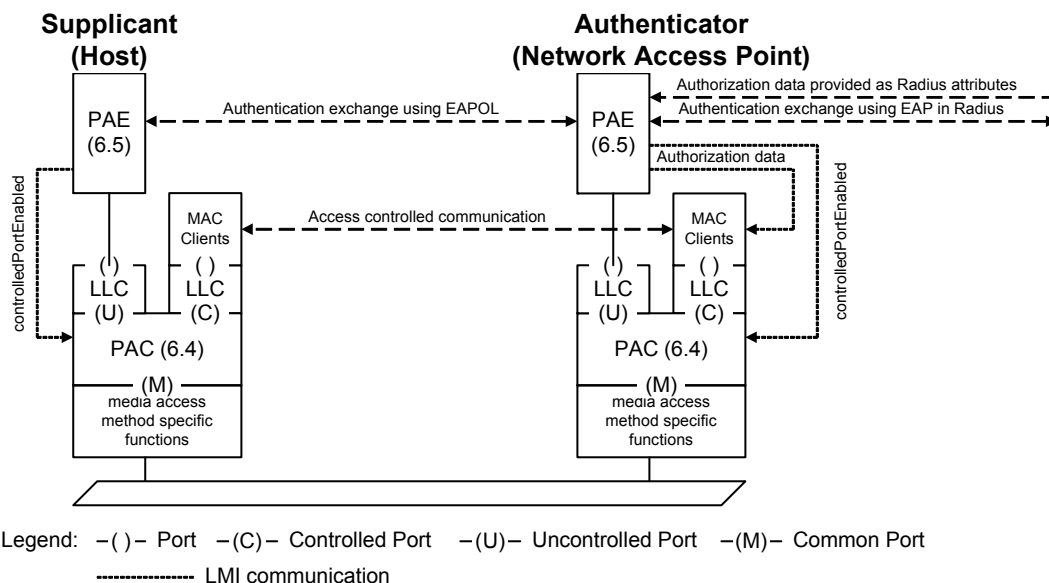 Supplicant
(Host)
Authenticator
(Network Access Point)
PAE
(6.5)
Authentication exchange using EAPOL
PAE
(6.5)
Authorization data provided as Radius attributes
Authentication exchange using EAP in Radius
Authorization data
controlledPortEnabled
MAC
Clients
Access controlled communication
MAC
Clients
controlledPortEnabled
( )
LLC
(U)
( )
LLC
(C)
PAC (6.4)
(M)
media access
method specific
functions
( )
LLC
(U)
( )
LLC
(C)
PAC (6.4)
(M)
media access
method specific
functions
Legend: –( )– Port –(C)– Controlled Port –(U)– Uncontrolled Port –(M)– Common Port
LMI communication